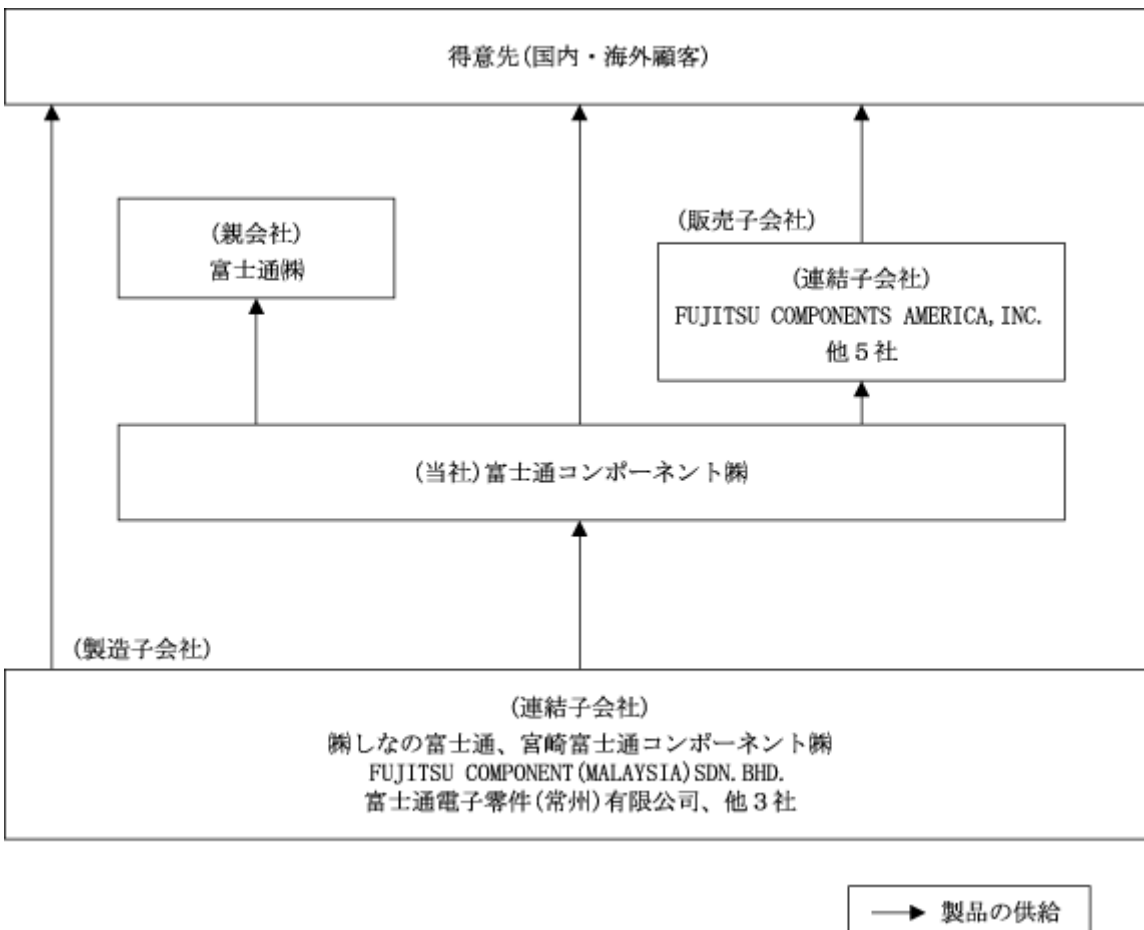 得意先(国内・海外顧客)
(親会社)
富士通㈱
(販売子会社)
(連結子会社)
FUJITSU COMPONENTS AMERICA,INC.
他５社
(当社)富士通コンポーネント㈱
(製造子会社)
(連結子会社)
㈱しなの富士通、宮崎富士通コンポーネント㈱
FUJITSU COMPONENT(MALAYSIA)SDN.BHD.
富士通電子零件(常州)有限公司、他３社
製品の供給